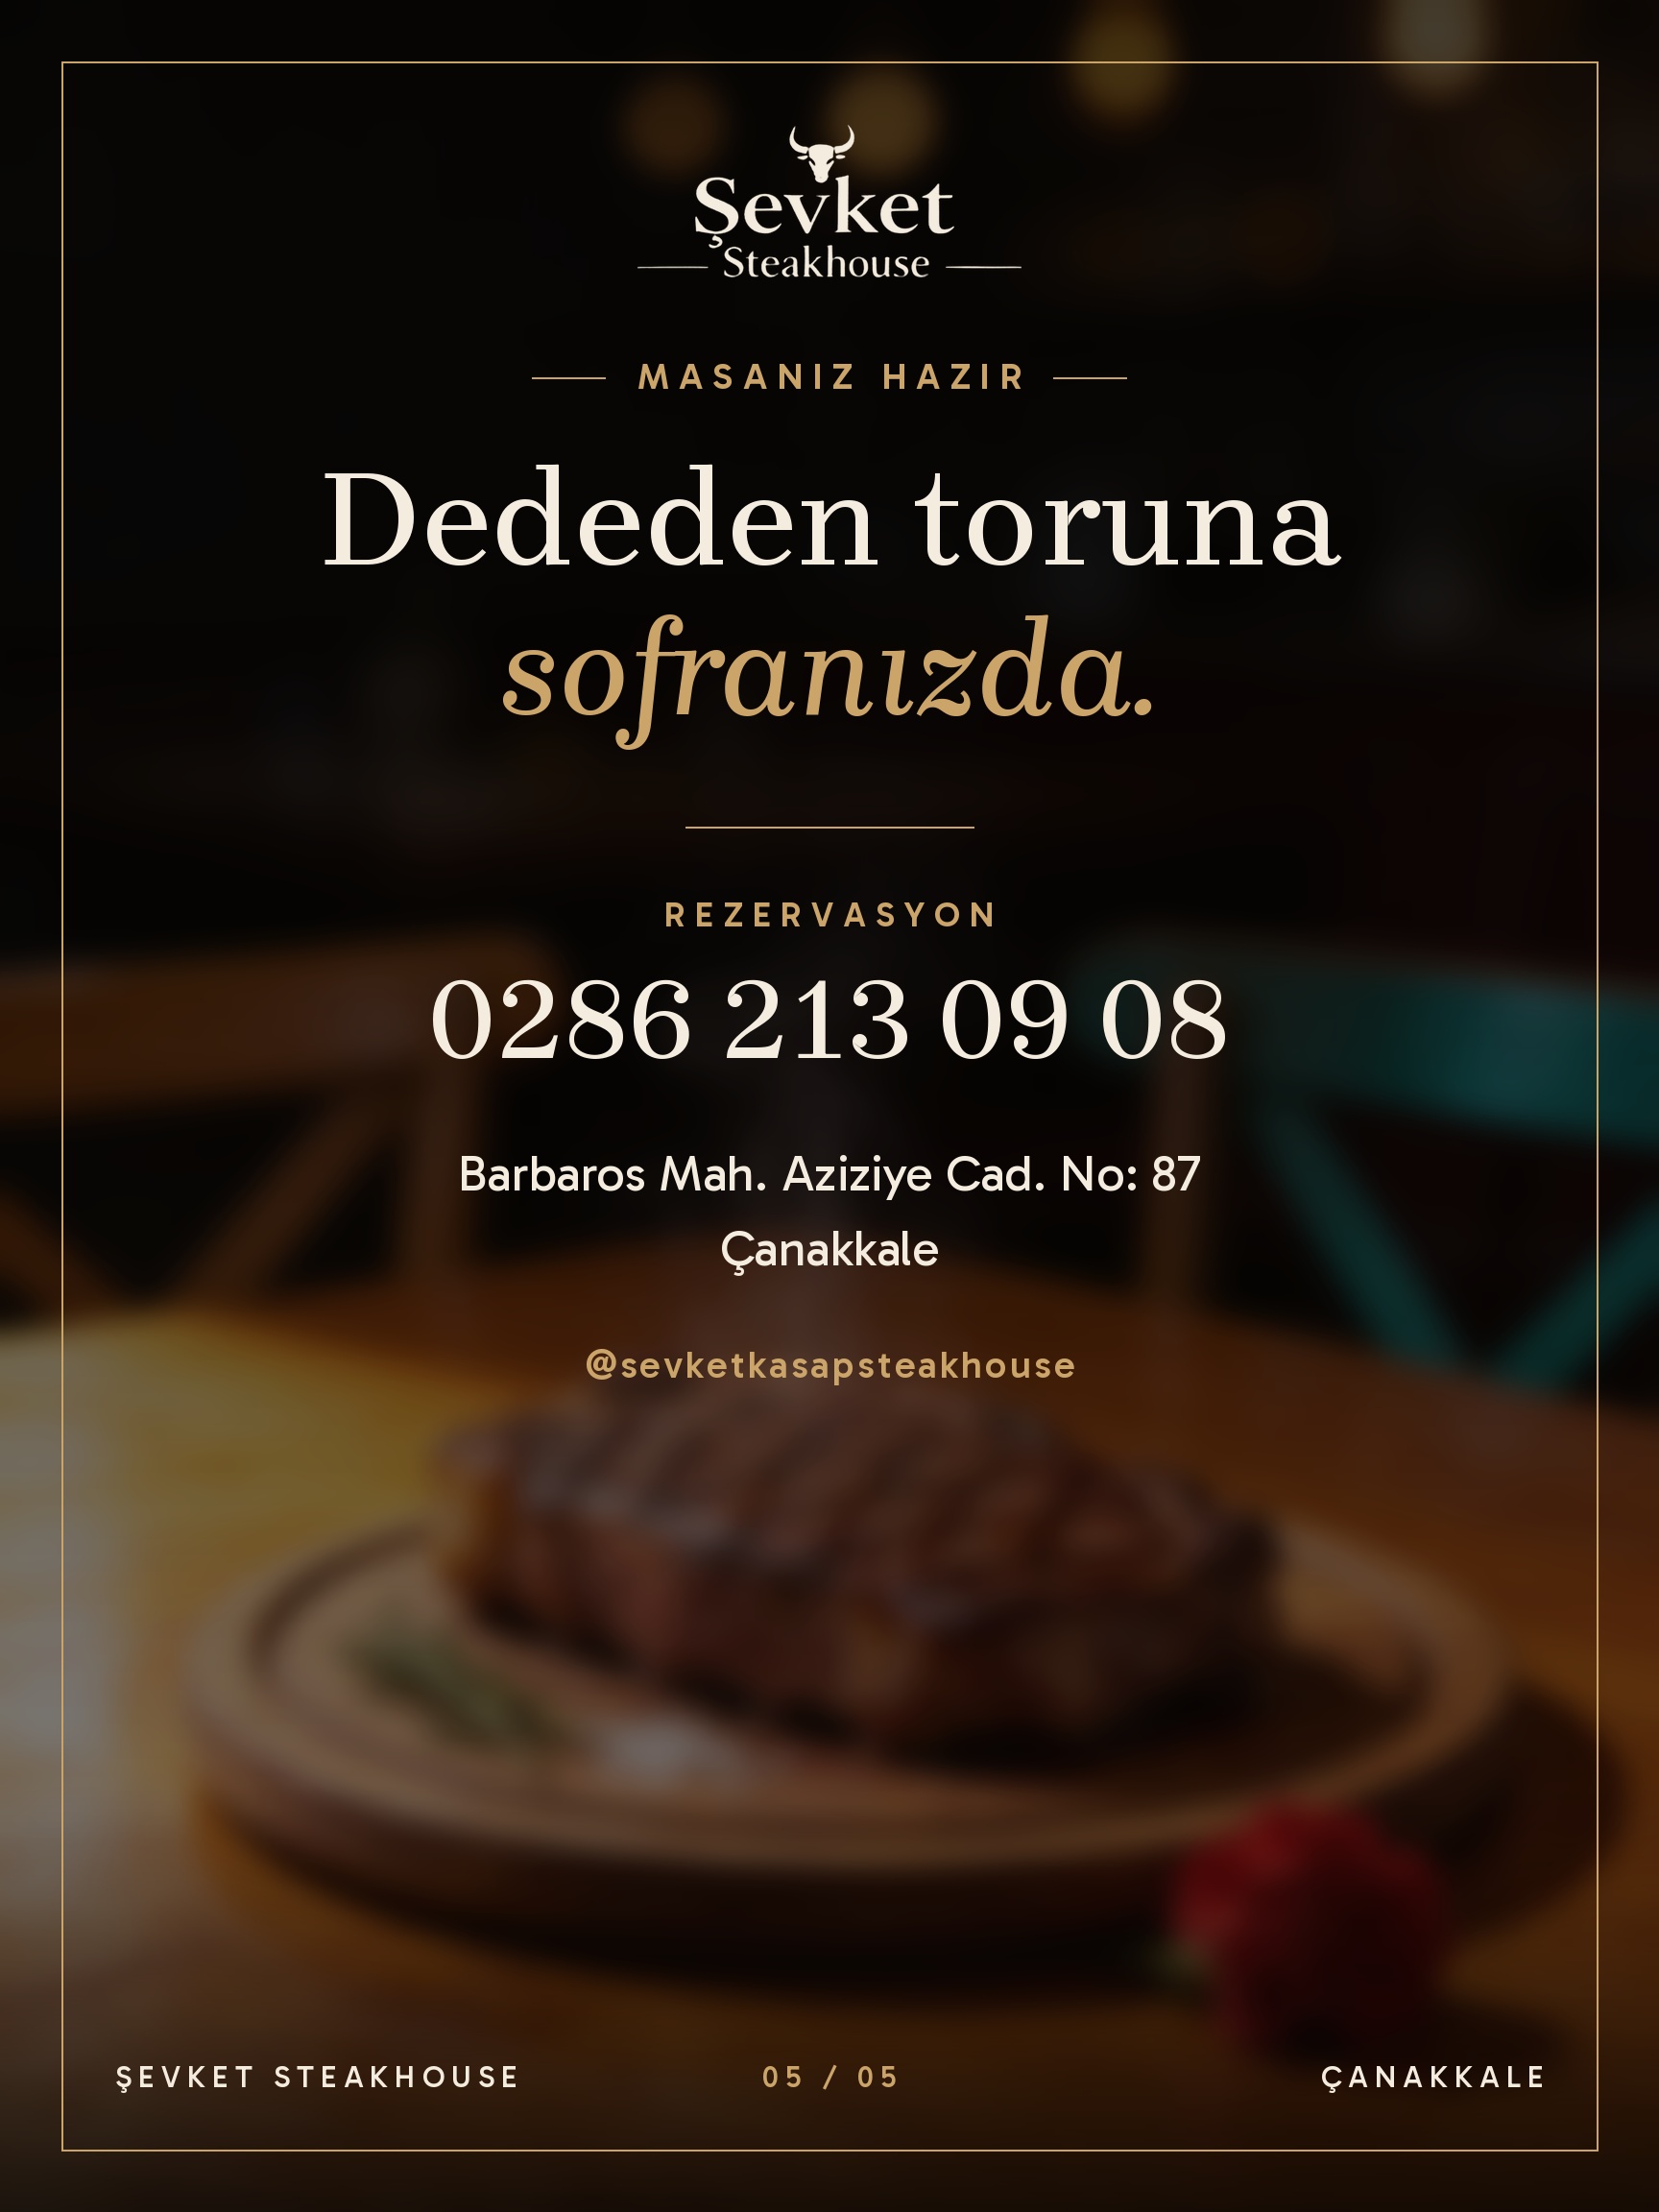 Şevket
Steakhouse
MASANIZ HAZIR
Dededen toruna
sofranızda.
REZERVASYON
0286 213 09 08
Barbaros Mah. Aziziye Cad. No: 87
Çanakkale
@sevketkasapsteakhouse
ŞEVKET STEAKHOUSE
05 / 05
ÇANAKKALE